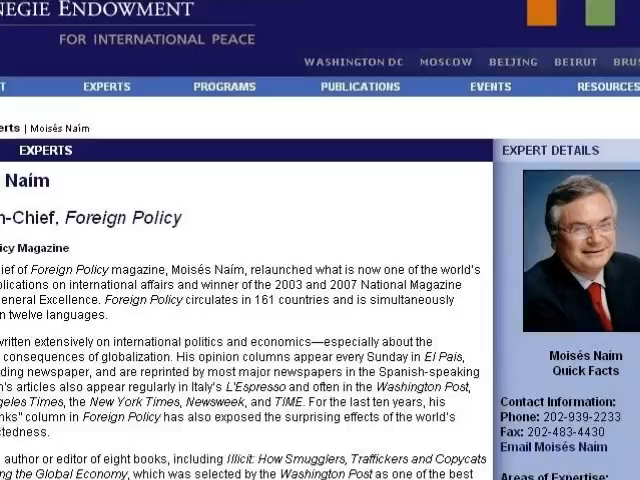 NEGIE ENDOWMENT
FOR INTERNATIONAL PEACE
WASHINGTON DC MOSCOW BEIJING BEIRUT BRUS
T EXPERTS PROGRAMS PUBLICATIONS EVENTS RESOURCES
erts | Moisés Naím
EXPERTS
EXPERT DETAILS
Naím
n-Chief, Foreign Policy
icy Magazine
ief of Foreign Policy magazine, Moisés Naím, relaunched what is now one of the world's
blications on international affairs and winner of the 2003 and 2007 National Magazine
General Excellence. Foreign Policy circulates in 161 countries and is simultaneously
n twelve languages.
written extensively on international politics and economics—especially about the
consequences of globalization. His opinion columns appear every Sunday in El Pais,
ding newspaper, and are reprinted by most major newspapers in the Spanish-speaking
n's articles also appear regularly in Italy's L'Espresso and often in the Washington Post,
geles Times, the New York Times, Newsweek, and TIME. For the last ten years, his
nks" column in Foreign Policy has also exposed the surprising effects of the world's
ctedness.
author or editor of eight books, including Illicit: How Smugglers, Traffickers and Copycats
ng the Global Economy, which was selected by the Washington Post as one of the best
Moisés Naím
Quick Facts
Contact Information:
Phone: 202-939-2233
Fax: 202-483-4430
Email Moisés Naím
Areas of Expertise: